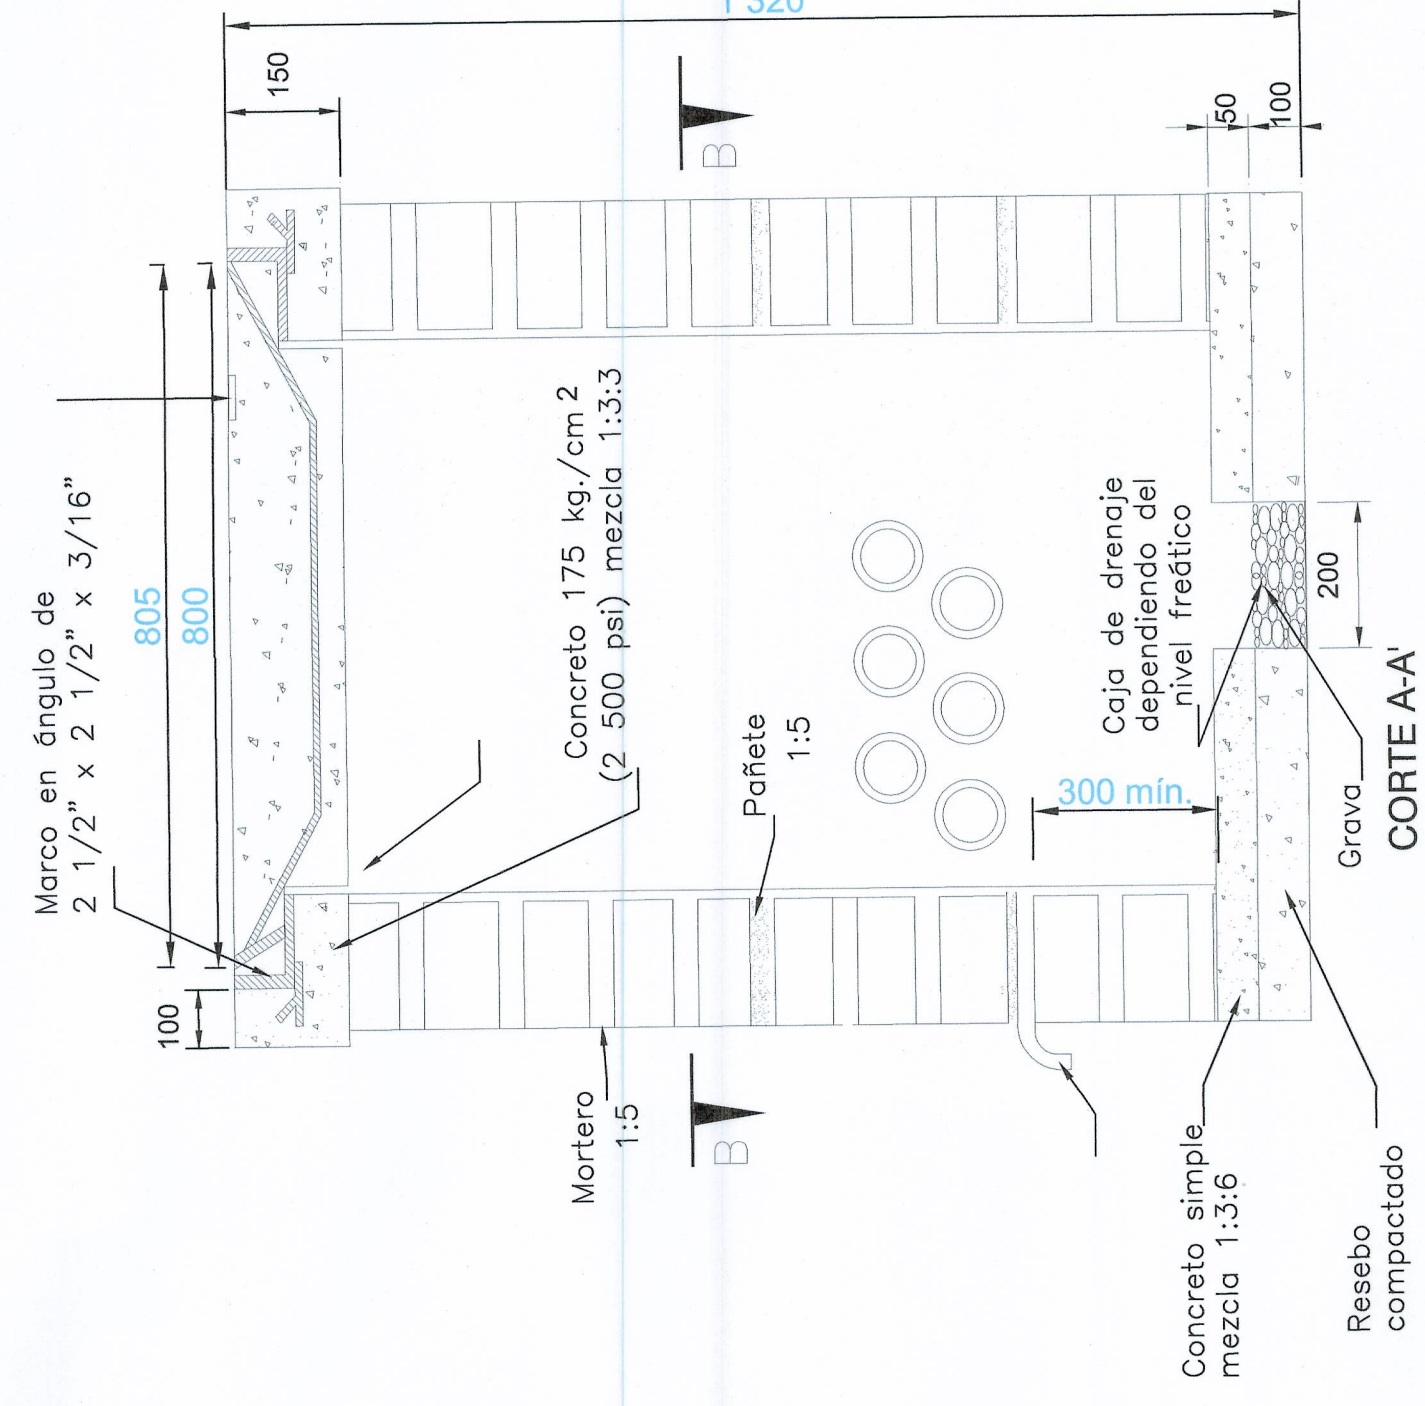 Marco en ángulo de
2 1/2" x 2 1/2" x 3/16"
805
800
100
150
1 320
Concreto 175 kg./cm 2
(2 500 psi) mezcla 1:3:3
Pañete
1:5
Mortero
1:5
B
B
Caja de drenaje
dependiendo del
nivel freático
300 mín.
50
100
200
Grava
Concreto simple
mezcla 1:3:6
Resebo
compactado
CORTE A-A'